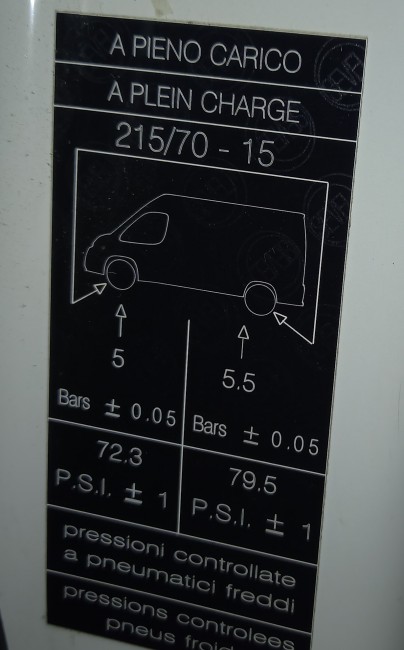 A PIENO CARICO
A PLEIN CHARGE
215/70 - 15
5 5.5
Bars ± 0.05 Bars ± 0.05
72.3 79.5
P.S.I. ± 1 P.S.I. ± 1
pressioni controllate
a pneumatici freddi
pressions controlees
pneus